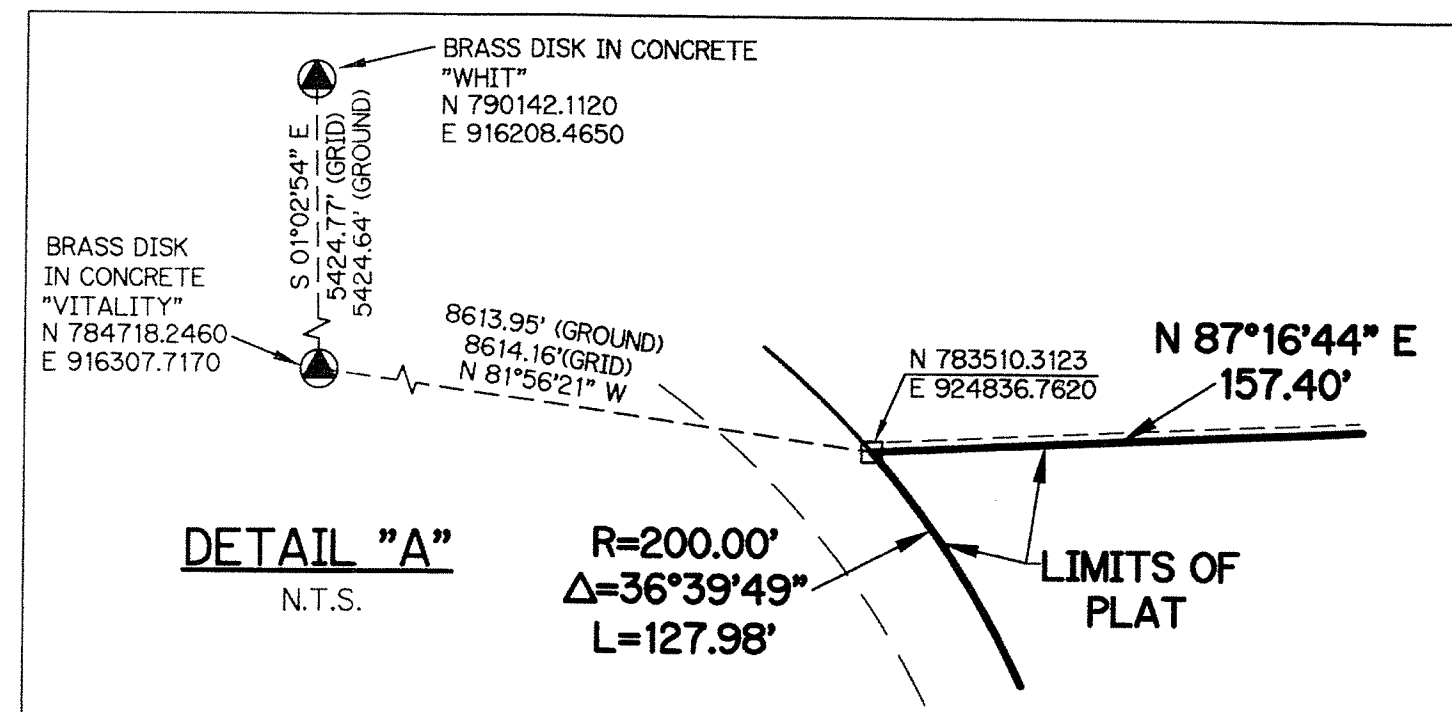 BRASS DISK IN CONCRETE
"WHIT"
N 790142.1120
E 916208.4650
S 01°02'54" E
5424.77' (GRID)
5424.64' (GROUND)
BRASS DISK
IN CONCRETE
"VITALITY"
N 784718.2460
E 916307.7170
8613.95' (GROUND)
8614.16'(GRID)
N 81°56'21" W
N 783510.3123
E 924836.7620
N 87°16'44" E
157.40'
DETAIL "A"
N.T.S.
R=200.00'
Δ=36°39'49"
L=127.98'
LIMITS OF
PLAT